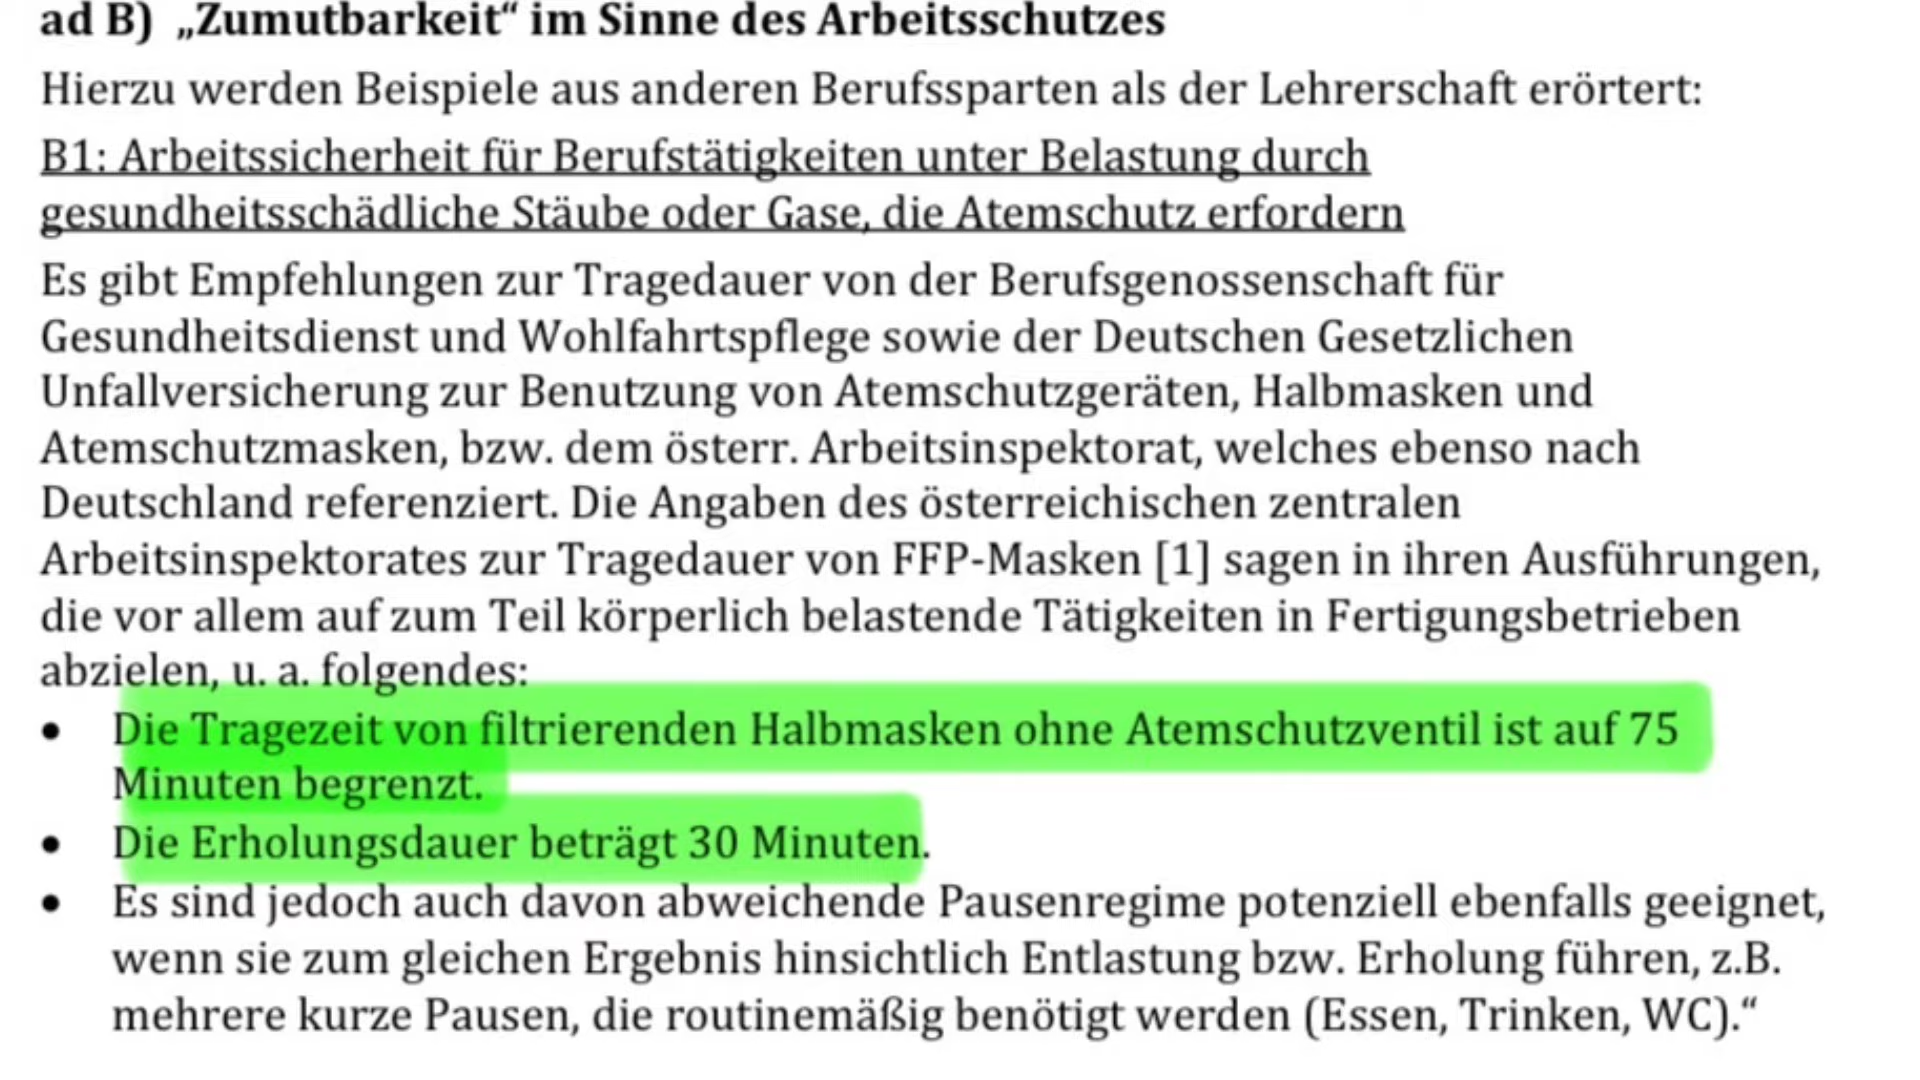 ad B) „Zumutbarkeit“ im Sinne des Arbeitsschutzes
Hierzu werden Beispiele aus anderen Berufssparten als der Lehrerschaft erörtert:
B1: Arbeitssicherheit für Berufstätigkeiten unter Belastung durch
gesundheitsschädliche Stäube oder Gase, die Atemschutz erfordern
Es gibt Empfehlungen zur Tragedauer von der Berufsgenossenschaft für
Gesundheitsdienst und Wohlfahrtspflege sowie der Deutschen Gesetzlichen
Unfallversicherung zur Benutzung von Atemschutzgeräten, Halbmasken und
Atemschutzmasken, bzw. dem österr. Arbeitsinspektorat, welches ebenso nach
Deutschland referenziert. Die Angaben des österreichischen zentralen
Arbeitsinspektorates zur Tragedauer von FFP-Masken [1] sagen in ihren Ausführungen,
die vor allem auf zum Teil körperlich belastende Tätigkeiten in Fertigungsbetrieben
abzielen, u. a. folgendes:
• Die Tragezeit von filtrierenden Halbmasken ohne Atemschutzventil ist auf 75
Minuten begrenzt.
• Die Erholungsdauer beträgt 30 Minuten.
• Es sind jedoch auch davon abweichende Pausenregime potenziell ebenfalls geeignet,
wenn sie zum gleichen Ergebnis hinsichtlich Entlastung bzw. Erholung führen, z.B.
mehrere kurze Pausen, die routinemäßig benötigt werden (Essen, Trinken, WC).“